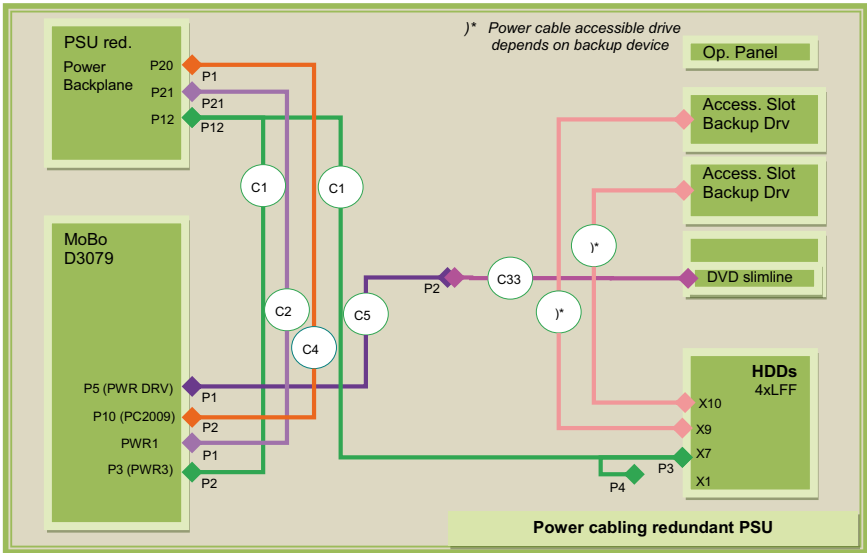 PSU red.
Power
Backplane
P20
P21
P12
P1
P21
P12
)* Power cable accessible drive
depends on backup device
Op. Panel
Access. Slot
Backup Drv
Access. Slot
Backup Drv
DVD slimline
C1
C1
)*
C33
P2
)*
C2
C5
C4
MoBo
D3079
P5 (PWR DRV)
P10 (PC2009)
PWR1
P3 (PWR3)
P1
P2
P1
P2
HDDs
4xLFF
X10
X9
X7
X1
P3
P4
Power cabling redundant PSU